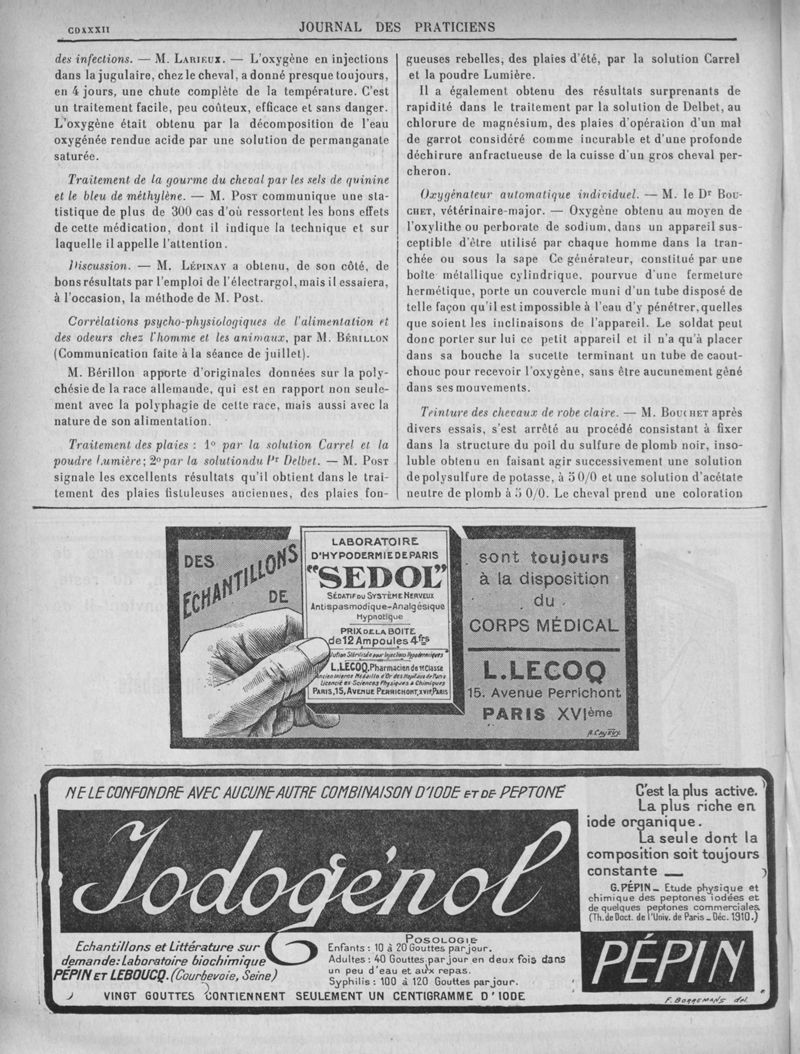 CDXXXII
JOURNAL DES PRATICIENS
des infections. — M. LARIEUX. — L'oxygène en injections
dans la jugulaire, chez le cheval, a donné presque toujours,
en 4 jours, une chute complète de la température. C'est
un traitement facile, peu coûteux, efficace et sans danger.
L'oxygène était obtenu par la décomposition de l'eau
oxygénée rendue acide par une solution de permanganate
saturée.
Traitement de la gourme du cheval par les sels de quinine
et le bleu de méthylène. — M. POST communique une sta-
tistique de plus de 300 cas d'où ressortent les bons effets
de cette médication, dont il indique la technique et sur
laquelle il appelle l'attention.
Discussion. — M. LÉPINAY a obtenu, de son côté, de
bons résultats par l'emploi de l'électrargol, mais il essaiera,
à l'occasion, la méthode de M. Post.
Corrélations psycho-physiologiques de l'alimentation et
des odeurs chez l'homme et les animaux, par M. BÉRILLON
(Communication faite à la séance de juillet).
M. Bérillon apporte d'originales données sur la poly-
chésie de la race allemande, qui est en rapport non seule-
ment avec la polyphagie de cette race, mais aussi avec la
nature de son alimentation.
Traitement des plaies : 1° par la solution Carrel et la
poudre Lumière; 2° par la solution du Pr Delbet. — M. POST
signale les excellents résultats qu'il obtient dans le trai-
tement des plaies fistuleuses anciennes, des plaies fon-
gueuses rebelles, des plaies d'été, par la solution Carrel
et la poudre Lumière.
Il a également obtenu des résultats surprenants de
rapidité dans le traitement par la solution de Delbet, au
chlorure de magnésium, des plaies d'opération d'un mal
de garrot considéré comme incurable et d'une profonde
déchirure anfractueuse de la cuisse d'un gros cheval per-
cheron.
Oxygénateur automatique individuel. — M. le Dr BOU-
CHET, vétérinaire-major. — Oxygène obtenu au moyen de
l'oxylithe ou perborate de sodium, dans un appareil sus-
ceptible d'être utilisé par chaque homme dans la tran-
chée ou sous la sape Ce générateur, constitué par une
boîte métallique cylindrique, pourvue d'une fermeture
hermétique, porte un couvercle muni d'un tube disposé de
telle façon qu'il est impossible à l'eau d'y pénétrer, quelles
que soient les inclinaisons de l'appareil. Le soldat peut
donc porter sur lui ce petit appareil et il n'a qu'à placer
dans sa bouche la sucette terminant un tube de caout-
chouc pour recevoir l'oxygène, sans être aucunement gêné
dans ses mouvements.
Teinture des chevaux de robe claire. — M. BOUCHET après
divers essais, s'est arrêté au procédé consistant à fixer
dans la structure du poil du sulfure de plomb noir, inso-
luble obtenu en faisant agir successivement une solution
de polysulfure de potasse, à 5 0/0 et une solution d'acétate
neutre de plomb à 5 0/0. Le cheval prend une coloration
DES
ECHANTILLONS
DE
LABORATOIRE
D'HYPODERMIE DE PARIS
"SEDOL"
SÉDATIF DU SYSTÈME NERVEUX
Antispasmodique-Analgésique
Hypnotique
PRIX DE LA BOITE
de 12 Ampoules 4frs
Solution Stérilisée pour Injections Hypodermiques
L.LECOQ. Pharmacien de 1re Classe
Ancien Interne Médaille d'Or des Hôpitaux de Paris
Licencié ès Sciences Physiques & Chimiques
PARIS, 15, AVENUE PERRICHONT, XVIe, PARIS
sont toujours
à la disposition
du
CORPS MÉDICAL
L. LECOQ
15. Avenue Perrichont
PARIS XVIème
NE LE CONFONDRE AVEC AUCUNE AUTRE COMBINAISON D'IODE ET DE PEPTONE
Iodogénol
C'est la plus active.
La plus riche en
iode organique.
La seule dont la
composition soit toujours
constante —
G. PÉPIN _ Etude physique et
chimique des peptones iodées et
de quelques peptones commerciales.
(Th. de Doct. de l'Univ. de Paris _ Déc. 1910.)
Echantillons et Littérature sur
demande: Laboratoire biochimique
PÉPIN ET LEBOUCQ. (Courbevoie, Seine)
POSOLOGIE
Enfants : 10 à 20 Gouttes par jour.
Adultes : 40 Gouttes par jour en deux fois dans
un peu d'eau et aux repas.
Syphilis : 100 à 120 Gouttes par jour.
PÉPIN
VINGT GOUTTES CONTIENNENT SEULEMENT UN CENTIGRAMME D'IODE